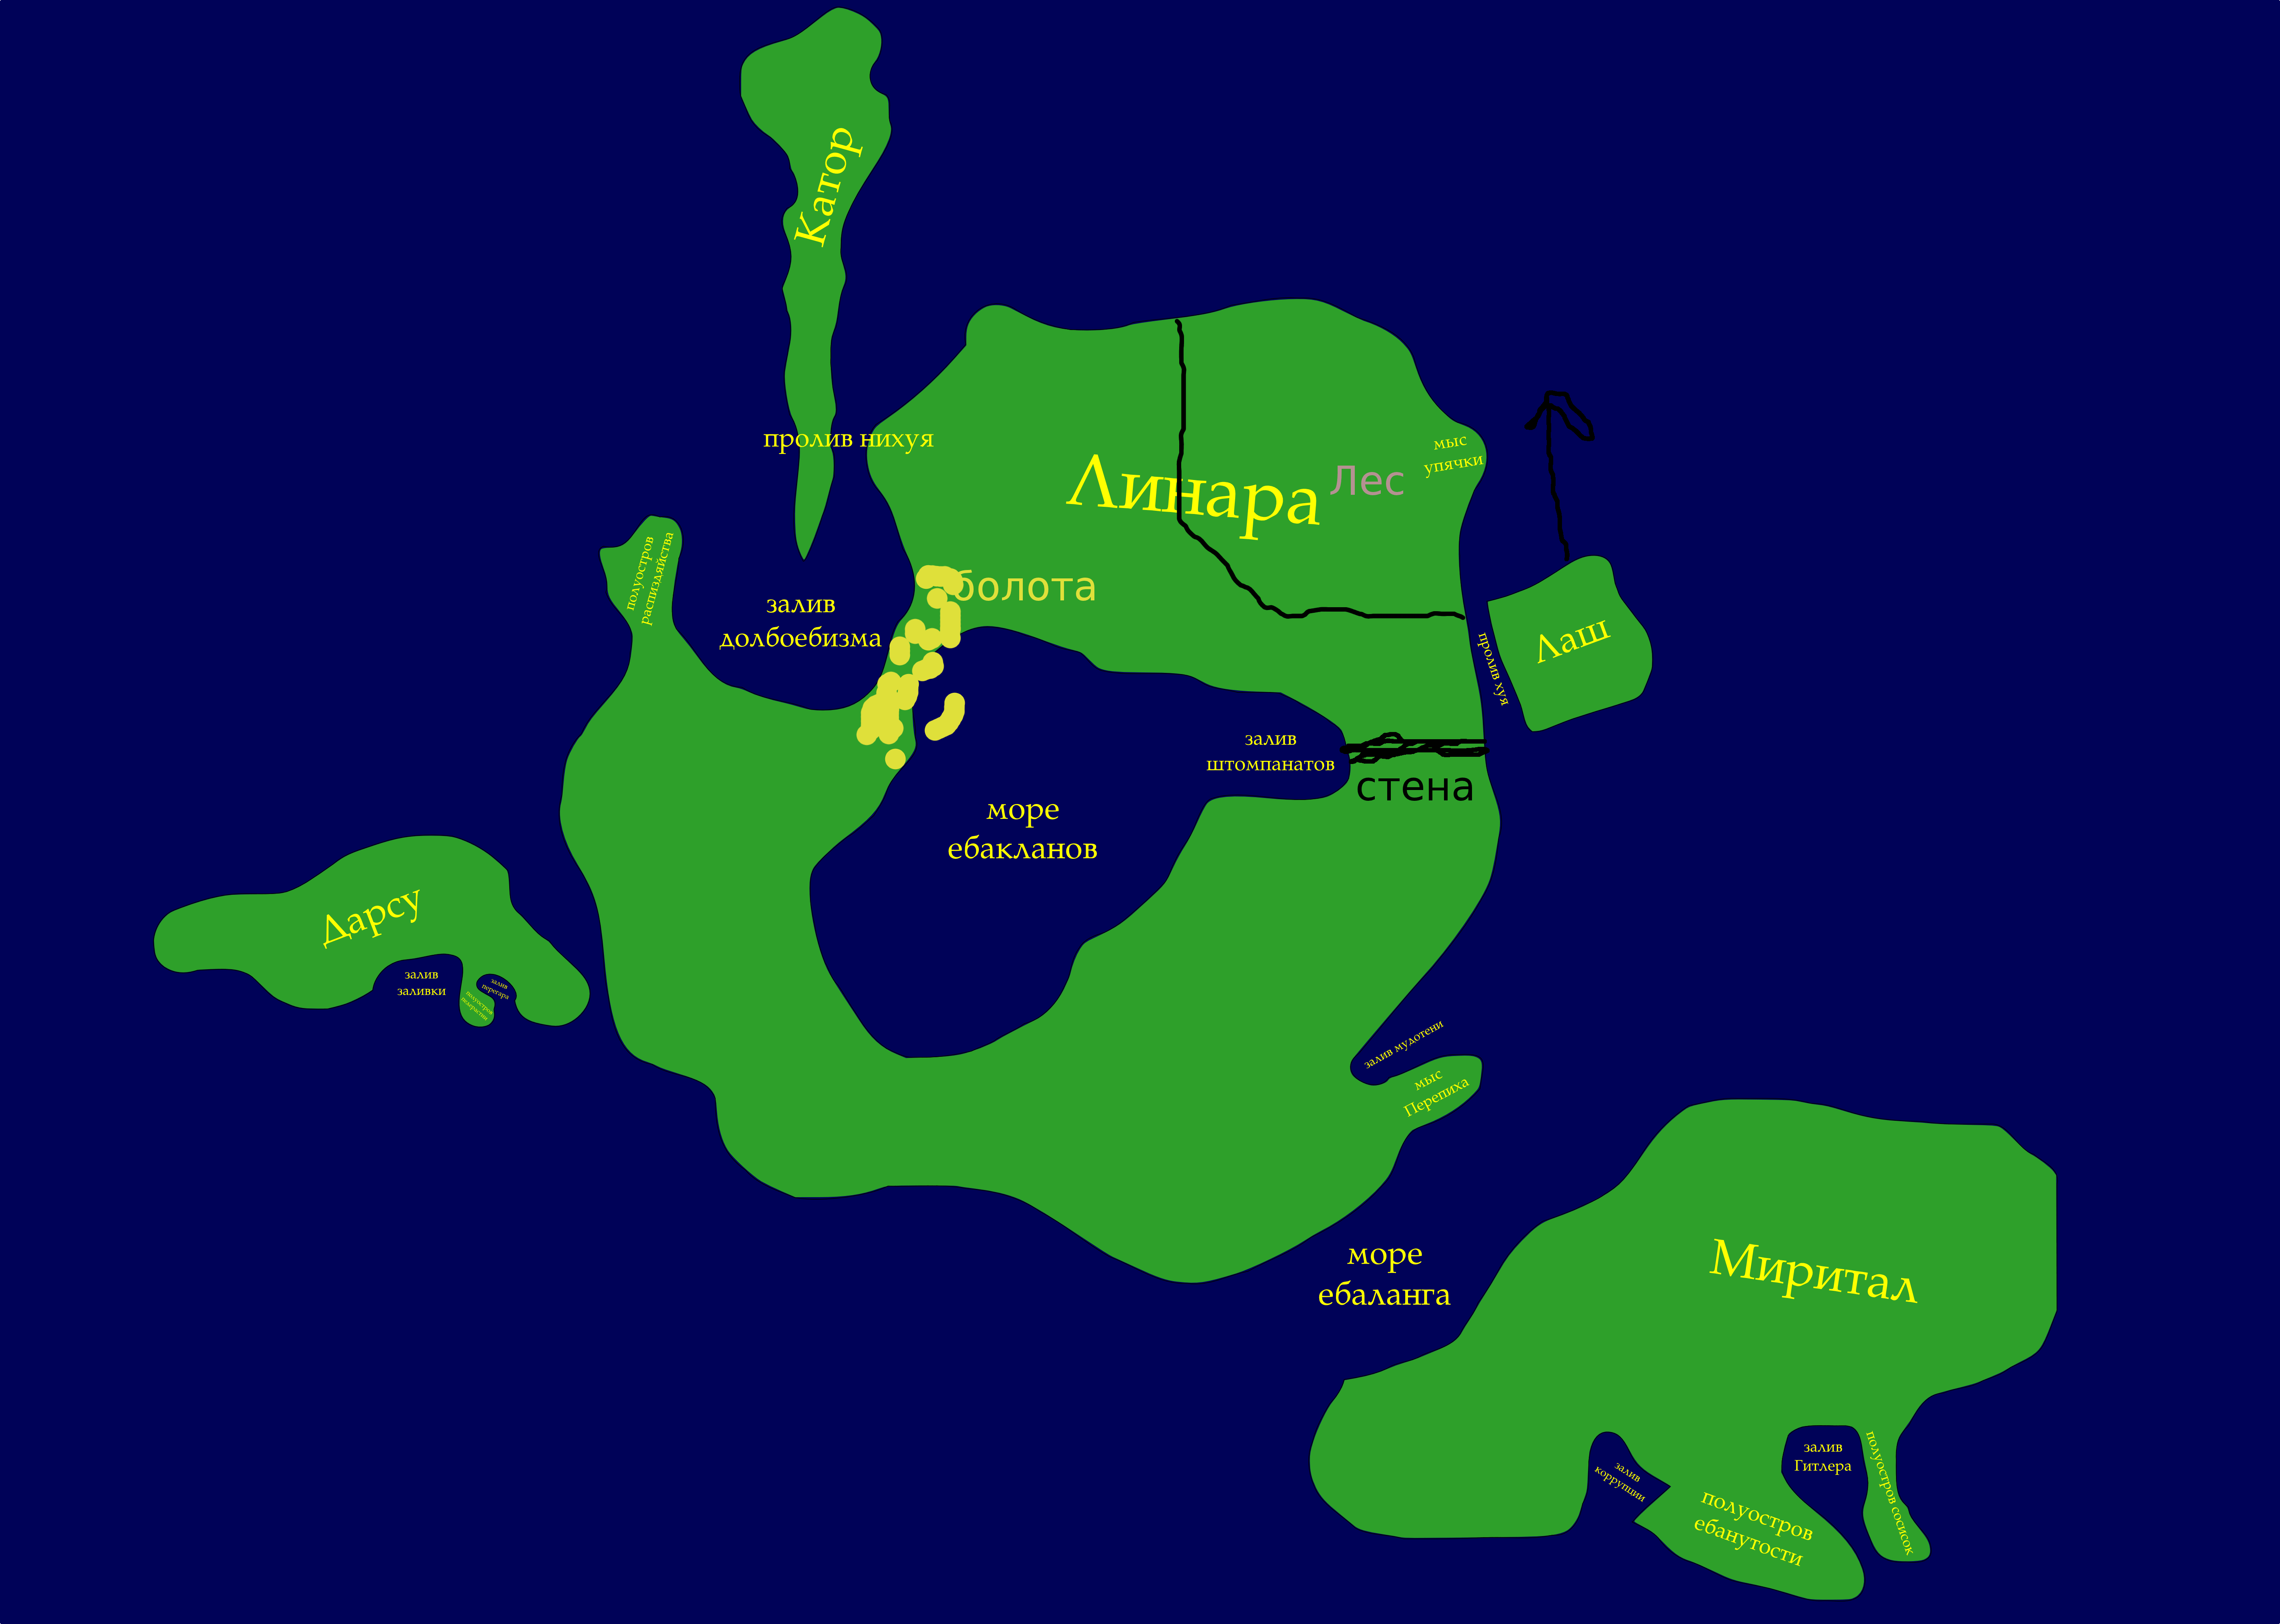 Катор
пролив нихуя
Линара
Лес
мыс
упячки
полуостров
распиздяйства
залив
долбоебизма
болота
Лаш
пролив хуя
залив
штомпанатов
стена
море
ебакланов
Дарсу
залив
заливки
залив
перегара
полуостров
залив мудотени
мыс
Перепиха
море
ебаланга
Миритал
залив
Гитлера
залив
коррупции
полуостров сосисок
полуостров
ебанутости